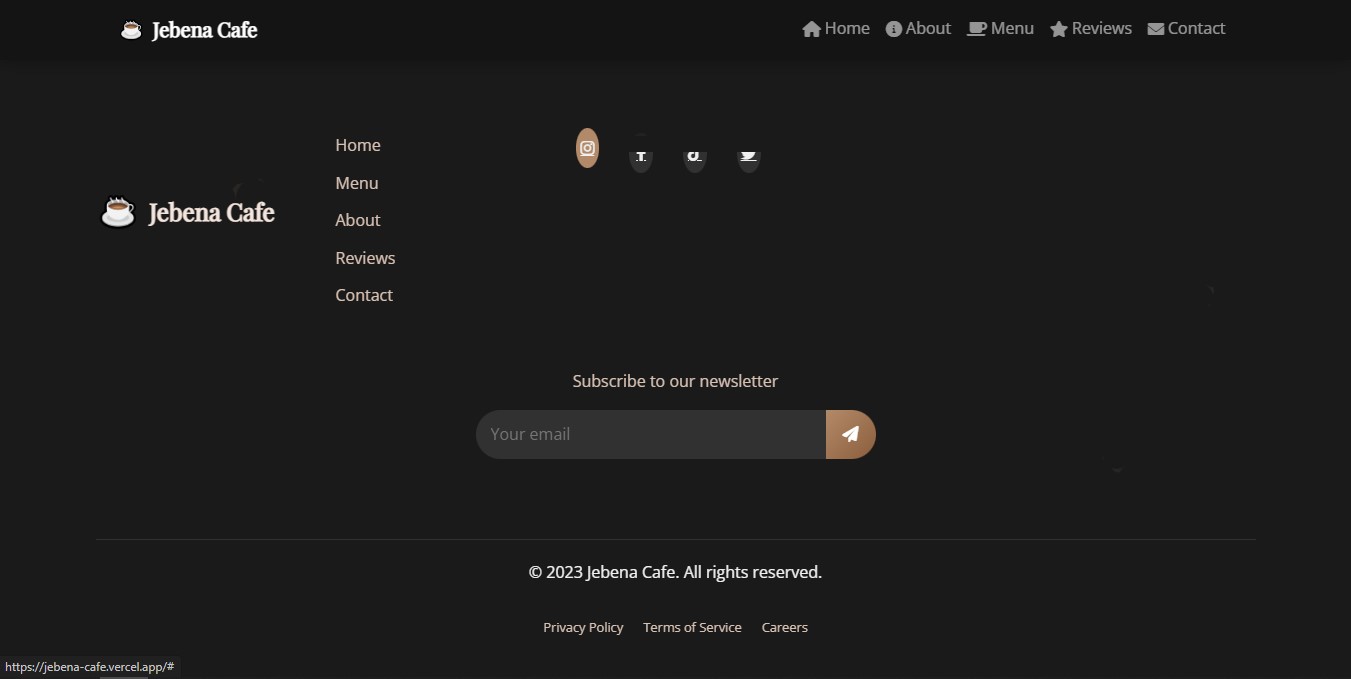 Jebena Cafe
Home About Menu Reviews Contact
Jebena Cafe
Home
Menu
About
Reviews
Contact
Subscribe to our newsletter
Your email
© 2023 Jebena Cafe. All rights reserved.
Privacy Policy Terms of Service Careers
https://jebena-cafe.vercel.app/#